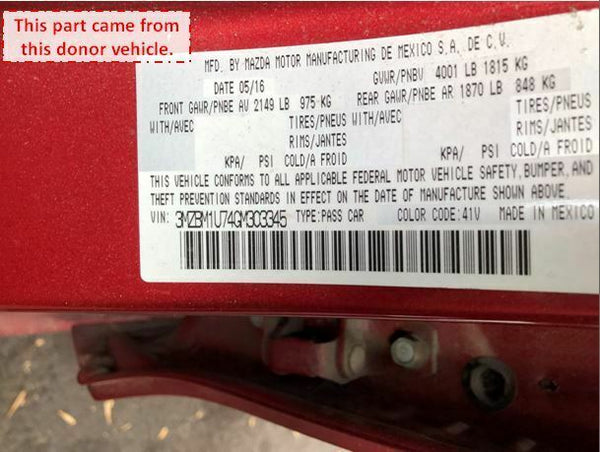 This part came from
this donor vehicle.
MFD. BY MAZDA MOTOR MANUFACTURING DE MEXICO S.A. DE C.V.
DATE 05/16 GVWR/PNBV 4001 LB 1815 KG
FRONT GAWR/PNBE AV 2149 LB 975 KG REAR GAWR/PNBE AR 1870 LB 848 KG
WITH/AVEC TIRES/PNEUS WITH/AVEC TIRES/PNEUS
RIMS/JANTES RIMS/JANTES
KPA/ PSI COLD/A FROID KPA/ PSI COLD/A FROID
THIS VEHICLE CONFORMS TO ALL APPLICABLE FEDERAL MOTOR VEHICLE SAFETY, BUMPER, AND
THEFT PREVENTION STANDARDS IN EFFECT ON THE DATE OF MANUFACTURE SHOWN ABOVE.
VIN: 3MZBM1U74GM303345 TYPE:PASS CAR COLOR CODE:41V MADE IN MEXICO